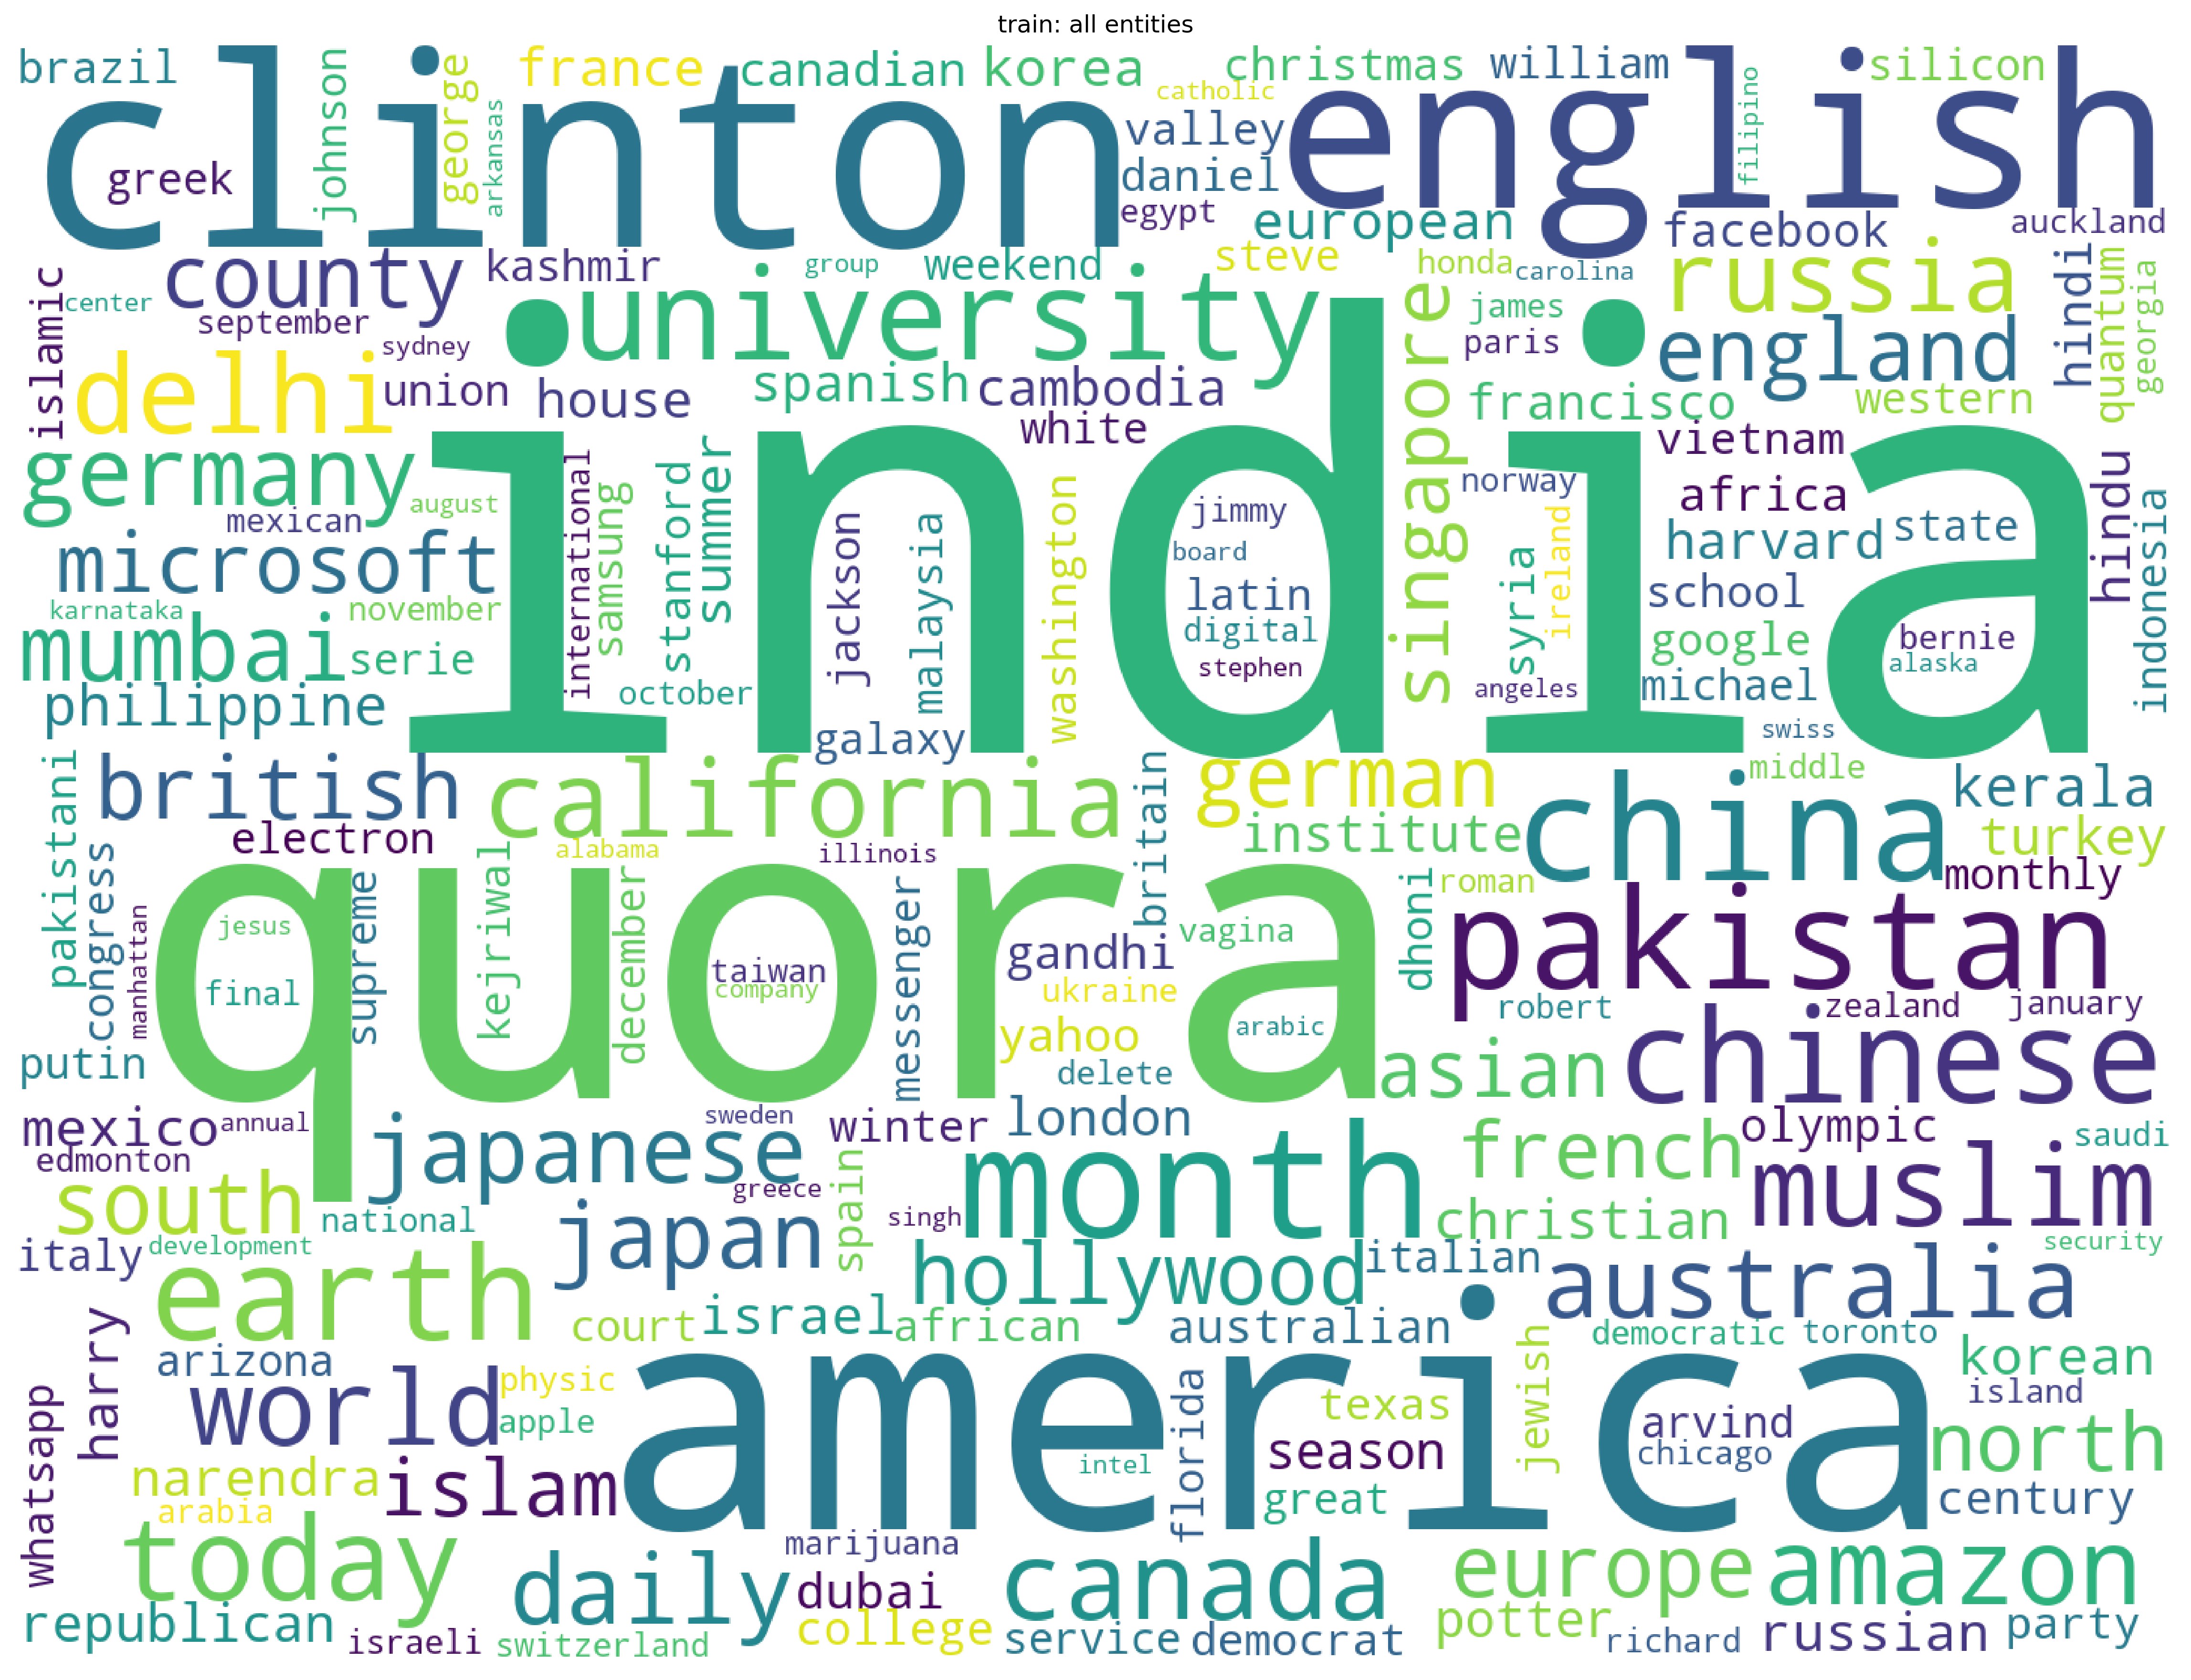 train: all entities
brazil
clinton
johnson
george
arkansas
france
canadian
korea
christmas
catholic
william
silicon
english
filipino
greek
valley
daniel
egypt
european
facebook
auckland
islamic
center
county
september
kashmir
sydney
university
group
weekend
steve
honda
carolina
james
paris
russia
england
hindi
quantum
georgia
delhi
union
house
spanish
cambodia
white
singapore
francisco
western
india
germany
august
mexican
microsoft
karnataka
november
mumbai
serie
philippine
international
samsung
stanford
summer
october
jackson
malaysia
washington
galaxy
jimmy
board
latin
digital
stephen
norway
syria
ireland
angeles
vietnam
africa
harvard
state
school
google
michael
bernie
alaska
swiss
hindu
indonesia
pakistani
british
electron
california
alabama
illinois
britain
german
institute
middle
china
kerala
turkey
monthly
congress
manhattan
quora
jesus
final
supreme
kejriwal
december
taiwan
company
messenger
gandhi
ukraine
yahoo
delete
vagina
arabic
dhoni
roman
pakistan
robert
zealand
january
putin
asian
chinese
mexico
annual
edmonton
japanese
sweden
winter
london
greece
month
french
olympic
saudi
muslim
south
national
development
italy
japan
spain
singh
christian
security
earth
hollywood
italian
australia
court
israel
african
australian
democratic
toronto
harry
arizona
world
physic
apple
america
intel
florida
texas
season
great
jewish
arvind
chicago
korean
island
north
century
whatsapp
narendra
arabia
islam
today
daily
marijuana
dubai
college
canada
europe
amazon
republican
israeli
switzerland
service
democrat
potter
richard
russian
party